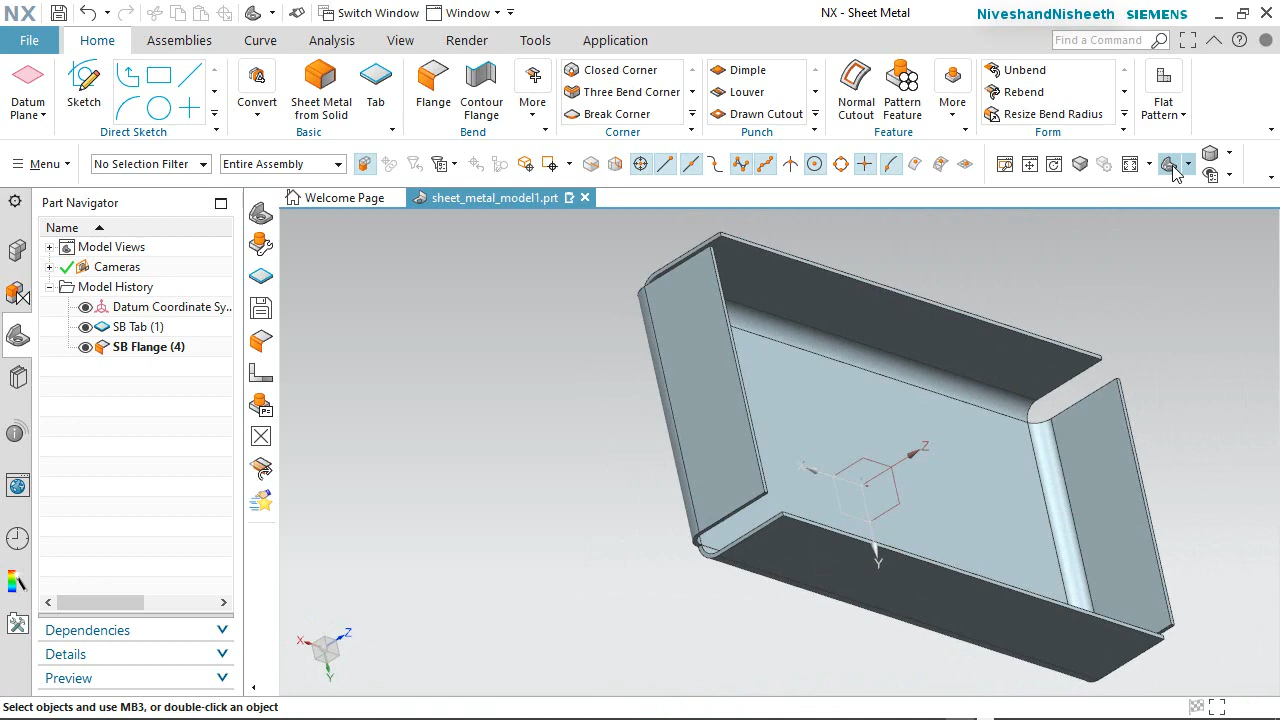 NX
Switch Window
Window
NX - Sheet Metal
NiveshandNisheeth SIEMENS
File Home Assemblies Curve Analysis View Render Tools Application
Find a Command
Datum
Plane
Sketch
Direct Sketch
Convert
Sheet Metal
from Solid
Tab
Basic
Flange
Contour
Flange
More
Bend
Closed Corner
Three Bend Corner
Break Corner
Corner
Dimple
Louver
Drawn Cutout
Punch
Normal
Cutout
Pattern
Feature
More
Feature
Unbend
Rebend
Resize Bend Radius
Form
Flat
Pattern
Menu
No Selection Filter
Entire Assembly
Part Navigator
Welcome Page
sheet_metal_model1.prt
Name
Model Views
Cameras
Model History
Datum Coordinate Sy..
SB Tab (1)
SB Flange (4)
Z
X
Y
Dependencies
Details
Preview
X
Z
Y
Select objects and use MB3, or double-click an object